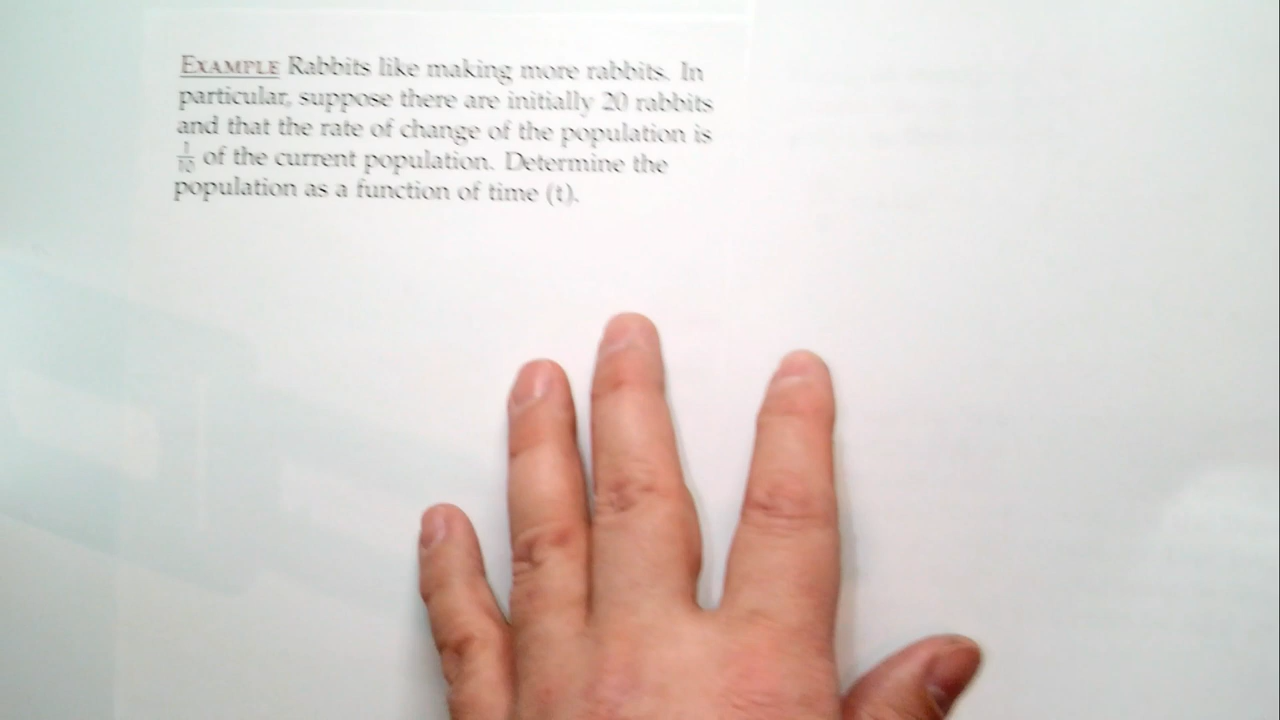 EXAMPLE Rabbits like making more rabbits. In
particular, suppose there are initially 20 rabbits
and that the rate of change of the population is
1/10 of the current population. Determine the
population as a function of time (t).